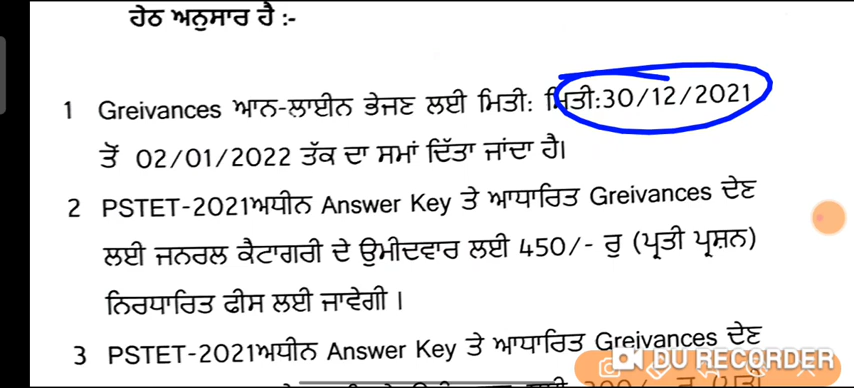 ਹੇਠ ਅਨੁਸਾਰ ਹੈ :-
1 Greivances ਆਨ-ਲਾਈਨ ਭੇਜਣ ਲਈ ਮਿਤੀ: ਮਿਤੀ:30/12/2021
ਤੋਂ 02/01/2022 ਤੱਕ ਦਾ ਸਮਾਂ ਦਿੱਤਾ ਜਾਂਦਾ ਹੈ।
2 PSTET-2021ਅਧੀਨ Answer Key ਤੇ ਆਧਾਰਿਤ Greivances ਦੇਣ
ਲਈ ਜਨਰਲ ਕੈਟਾਗਰੀ ਦੇ ਉਮੀਦਵਾਰ ਲਈ 450/- ਰੁ (ਪ੍ਰਤੀ ਪ੍ਰਸ਼ਨ)
ਨਿਰਧਾਰਿਤ ਫੀਸ ਲਈ ਜਾਵੇਗੀ ।
3 PSTET-2021ਅਧੀਨ Answer Key ਤੇ ਆਧਾਰਿਤ Greivances ਦੇਣ
DU RECORDER